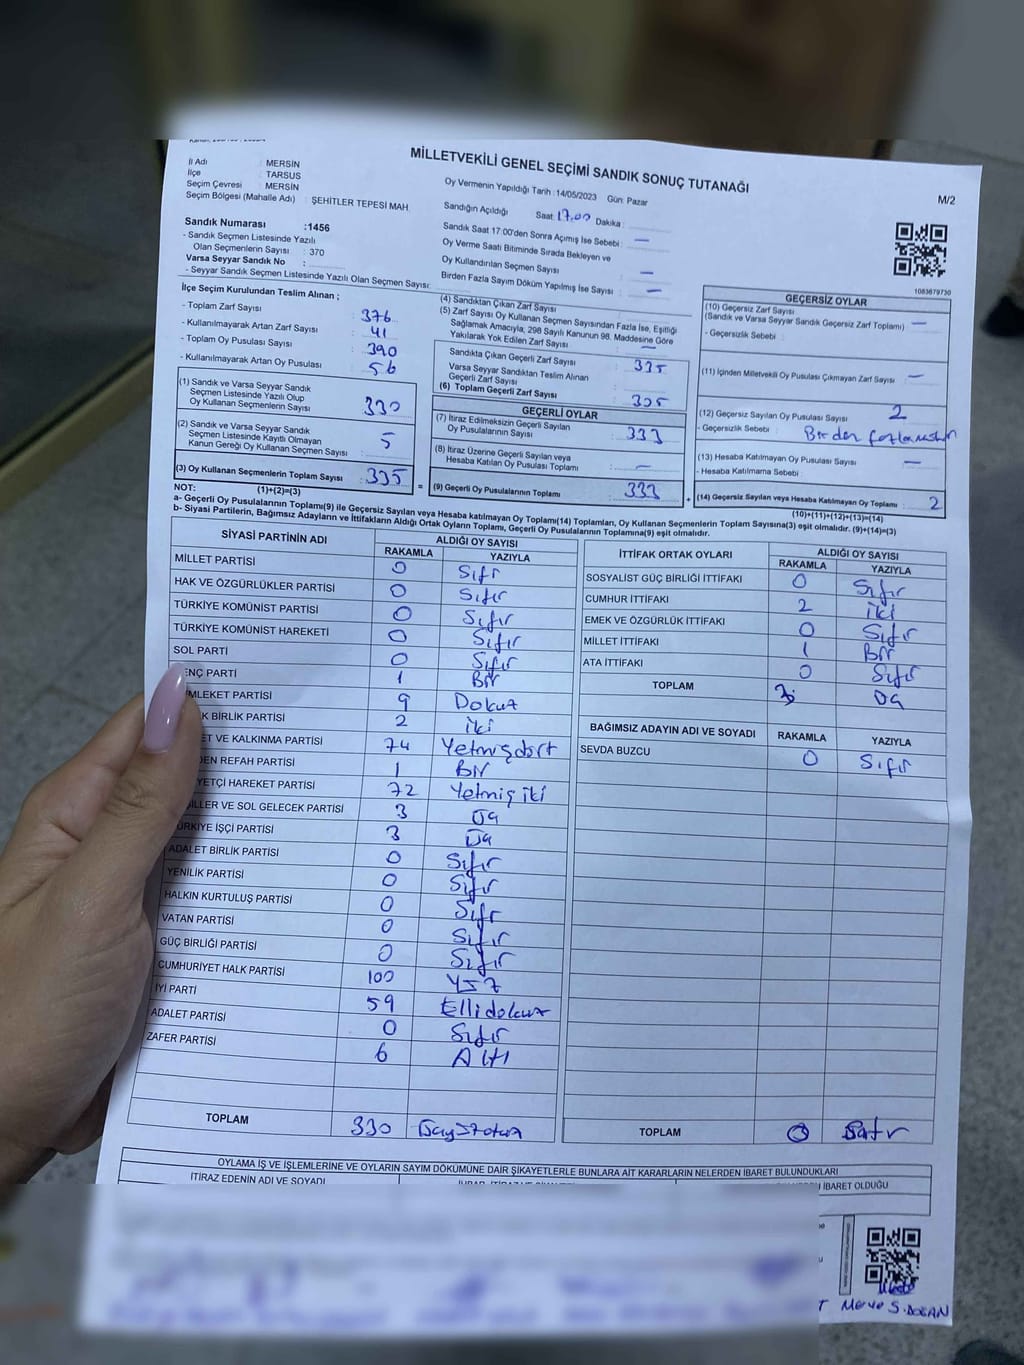 MİLLETVEKİLİ GENEL SEÇİMİ SANDIK SONUÇ TUTANAĞI
M/2
İl Adı : MERSİN
İlçe : TARSUS
Seçim Çevresi : MERSİN
Seçim Bölgesi (Mahalle Adı) : ŞEHİTLER TEPESİ MAH.
Sandık Numarası :1456
- Sandık Seçmen Listesinde Yazılı
Olan Seçmenlerin Sayısı : 370
Varsa Seyyar Sandık No
- Seyyar Sandık Seçmen Listesinde Yazılı Olan Seçmen Sayısı:
Oy Vermenin Yapıldığı Tarih :14/05/2023 Gün: Pazar
Sandığın Açıldığı Saat: 17.00 Dakika :
Sandık Saat 17:00'den Sonra Açımış İse Sebebi : —
Oy Verme Saati Bitiminde Sırada Bekleyen ve
Oy Kullandırılan Seçmen Sayısı : —
Birden Fazla Sayım Döküm Yapılmış İse Sayısı : —
1083679730
İlçe Seçim Kurulundan Teslim Alınan ;
- Toplam Zarf Sayısı : 376
- Kullanılmayarak Artan Zarf Sayısı : 41
- Toplam Oy Pusulası Sayısı : 390
- Kullanılmayarak Artan Oy Pusulası : 56
(1) Sandık ve Varsa Seyyar Sandık
Seçmen Listesinde Yazılı Olup
Oy Kullanan Seçmenlerin Sayısı : 330
(2) Sandık ve Varsa Seyyar Sandık
Seçmen Listesinde Kayıtlı Olmayan
Kanun Gereği Oy Kullanan Seçmen Sayısı : 5
(3) Oy Kullanan Seçmenlerin Toplam Sayısı : 335
(4) Sandıktan Çıkan Zarf Sayısı :
(5) Zarf Sayısı Oy Kullanan Seçmen Sayısından Fazla İse, Eşitliği
Sağlamak Amacıyla, 298 Sayılı Kanunun 98. Maddesine Göre
Yakılarak Yok Edilen Zarf Sayısı : —
Sandıkta Çıkan Geçerli Zarf Sayısı : 335
Varsa Seyyar Sandıktan Teslim Alınan
Geçerli Zarf Sayısı :
(6) Toplam Geçerli Zarf Sayısı : 335
GEÇERLİ OYLAR
(7) İtiraz Edilmeksizin Geçerli Sayılan
Oy Pusulalarının Sayısı : 333
(8) İtiraz Üzerine Geçerli Sayılan veya
Hesaba Katılan Oy Pusulası Toplamı : —
= (9) Geçerli Oy Pusulalarının Toplamı : 333
GEÇERSİZ OYLAR
(10) Geçersiz Zarf Sayısı
(Sandık ve Varsa Seyyar Sandık Geçersiz Zarf Toplamı) : —
- Geçersizlik Sebebi :
(11) İçinden Milletvekili Oy Pusulası Çıkmayan Zarf Sayısı : —
(12) Geçersiz Sayılan Oy Pusulası Sayısı : 2
- Geçersizlik Sebebi : Birden
(13) Hesaba Katılmayan Oy Pusulası Sayısı : —
- Hesaba Katılmama Sebebi :
+ (14) Geçersiz Sayılan veya Hesaba Katılmayan Oy Toplamı : 2
NOT: (1)+(2)=(3)
(10)+(11)+(12)+(13)=(14)
a- Geçerli Oy Pusulalarının Toplamı(9) ile Geçersiz Sayılan veya Hesaba Katılmayan Oy Toplamı(14) Toplamları, Oy Kullanan Seçmenlerin Toplam Sayısına(3) eşit olmalıdır. (9)+(14)=(3)
b- Siyasi Partilerin, Bağımsız Adayların ve İttifakların Aldığı Ortak Oyların Toplamı, Geçerli Oy Pusulalarının Toplamına(9) eşit olmalıdır.
SİYASİ PARTİNİN ADI ALDIĞI OY SAYISI
RAKAMLA YAZIYLA
MİLLET PARTİSİ 0 Sıfır
HAK VE ÖZGÜRLÜKLER PARTİSİ 0 Sıfır
TÜRKİYE KOMÜNİST PARTİSİ 0 Sıfır
TÜRKİYE KOMÜNİST HAREKETİ 0 Sıfır
SOL PARTİ 0 Sıfır
ENÇ PARTİ 1 Bir
MLEKET PARTİSİ 9 Dokuz
K BİRLİK PARTİSİ 2 iki
ET VE KALKINMA PARTİSİ 74 Yetmişdört
DEN REFAH PARTİSİ 1 Bir
YETÇİ HAREKET PARTİSİ 72 Yetmiş iki
İLLER VE SOL GELECEK PARTİSİ 3 Üç
ÜRKİYE İŞÇİ PARTİSİ 3 Üç
ADALET BİRLİK PARTİSİ 0 Sıfır
YENİLİK PARTİSİ 0 Sıfır
HALKIN KURTULUŞ PARTİSİ 0 Sıfır
VATAN PARTİSİ 0 Sıfır
GÜÇ BİRLİĞİ PARTİSİ 0 Sıfır
CUMHURİYET HALK PARTİSİ 100 Yüz
İYİ PARTİ 59 Ellidokuz
ADALET PARTİSİ 0 Sıfır
ZAFER PARTİSİ 6 Altı
TOPLAM 330 Üçyüzotuz
İTTİFAK ORTAK OYLARI ALDIĞI OY SAYISI
RAKAMLA YAZIYLA
SOSYALİST GÜÇ BİRLİĞİ İTTİFAKI 0 Sıfır
CUMHUR İTTİFAKI 2 iki
EMEK VE ÖZGÜRLÜK İTTİFAKI 0 Sıfır
MİLLET İTTİFAKI 1 Bir
ATA İTTİFAKI 0 Sıfır
TOPLAM 3 Üç
BAĞIMSIZ ADAYIN ADI VE SOYADI RAKAMLA YAZIYLA
SEVDA BUZCU 0 Sıfır
TOPLAM 0 Sıfır
OYLAMA İŞ VE İŞLEMLERİNE VE OYLARIN SAYIM DÖKÜMÜNE DAİR ŞİKAYETLERLE BUNLARA AİT KARARLARIN NELERDEN İBARET BULUNDUKLARI
İTİRAZ EDENİN ADI VE SOYADI
İBARET OLDUĞU
Merve S. DOĞAN